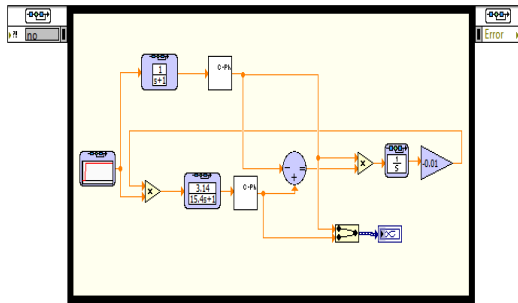 ?! no
Error
1
s+1
C-Ph
x
3.14
15.4s+1
C-Ph
- =
+
x
1
s
-0.01